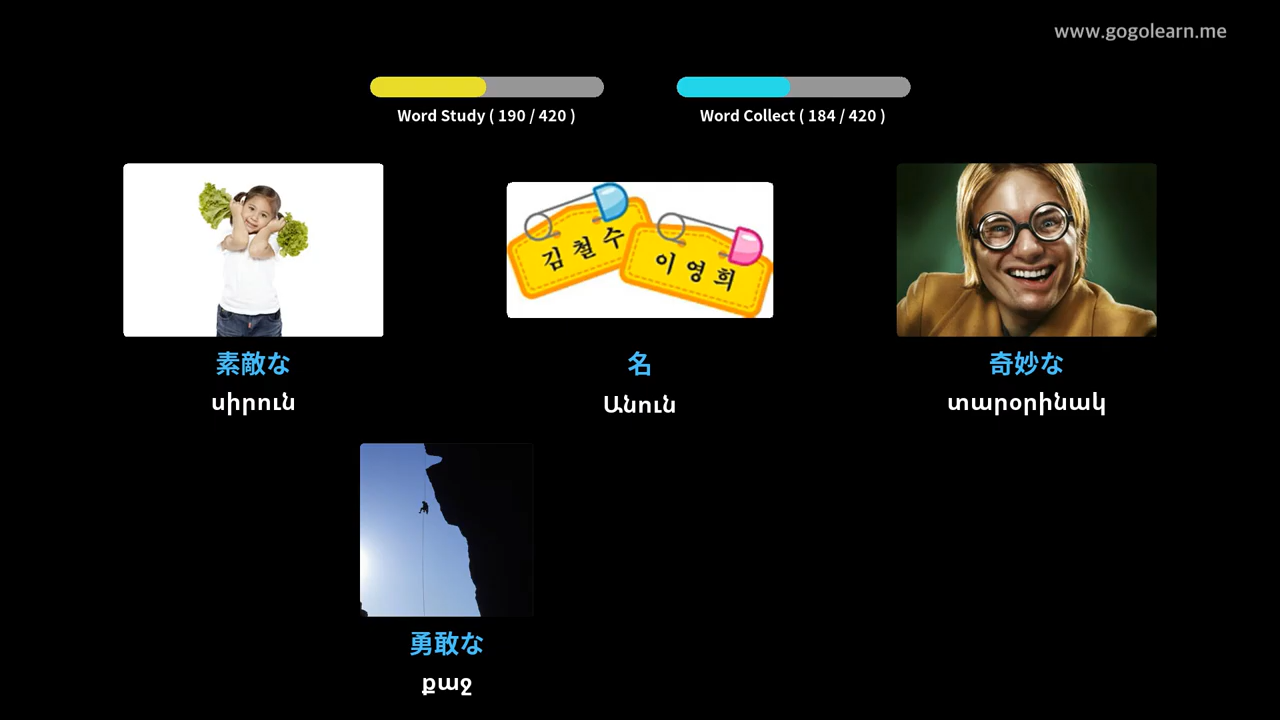 www.gogolearn.me
Word Study ( 190 / 420 )
Word Collect ( 184 / 420 )
김철수
이영희
素敵な
名
奇妙な
սիրուն
Անուն
տարօրինակ
勇敢な
քաջ